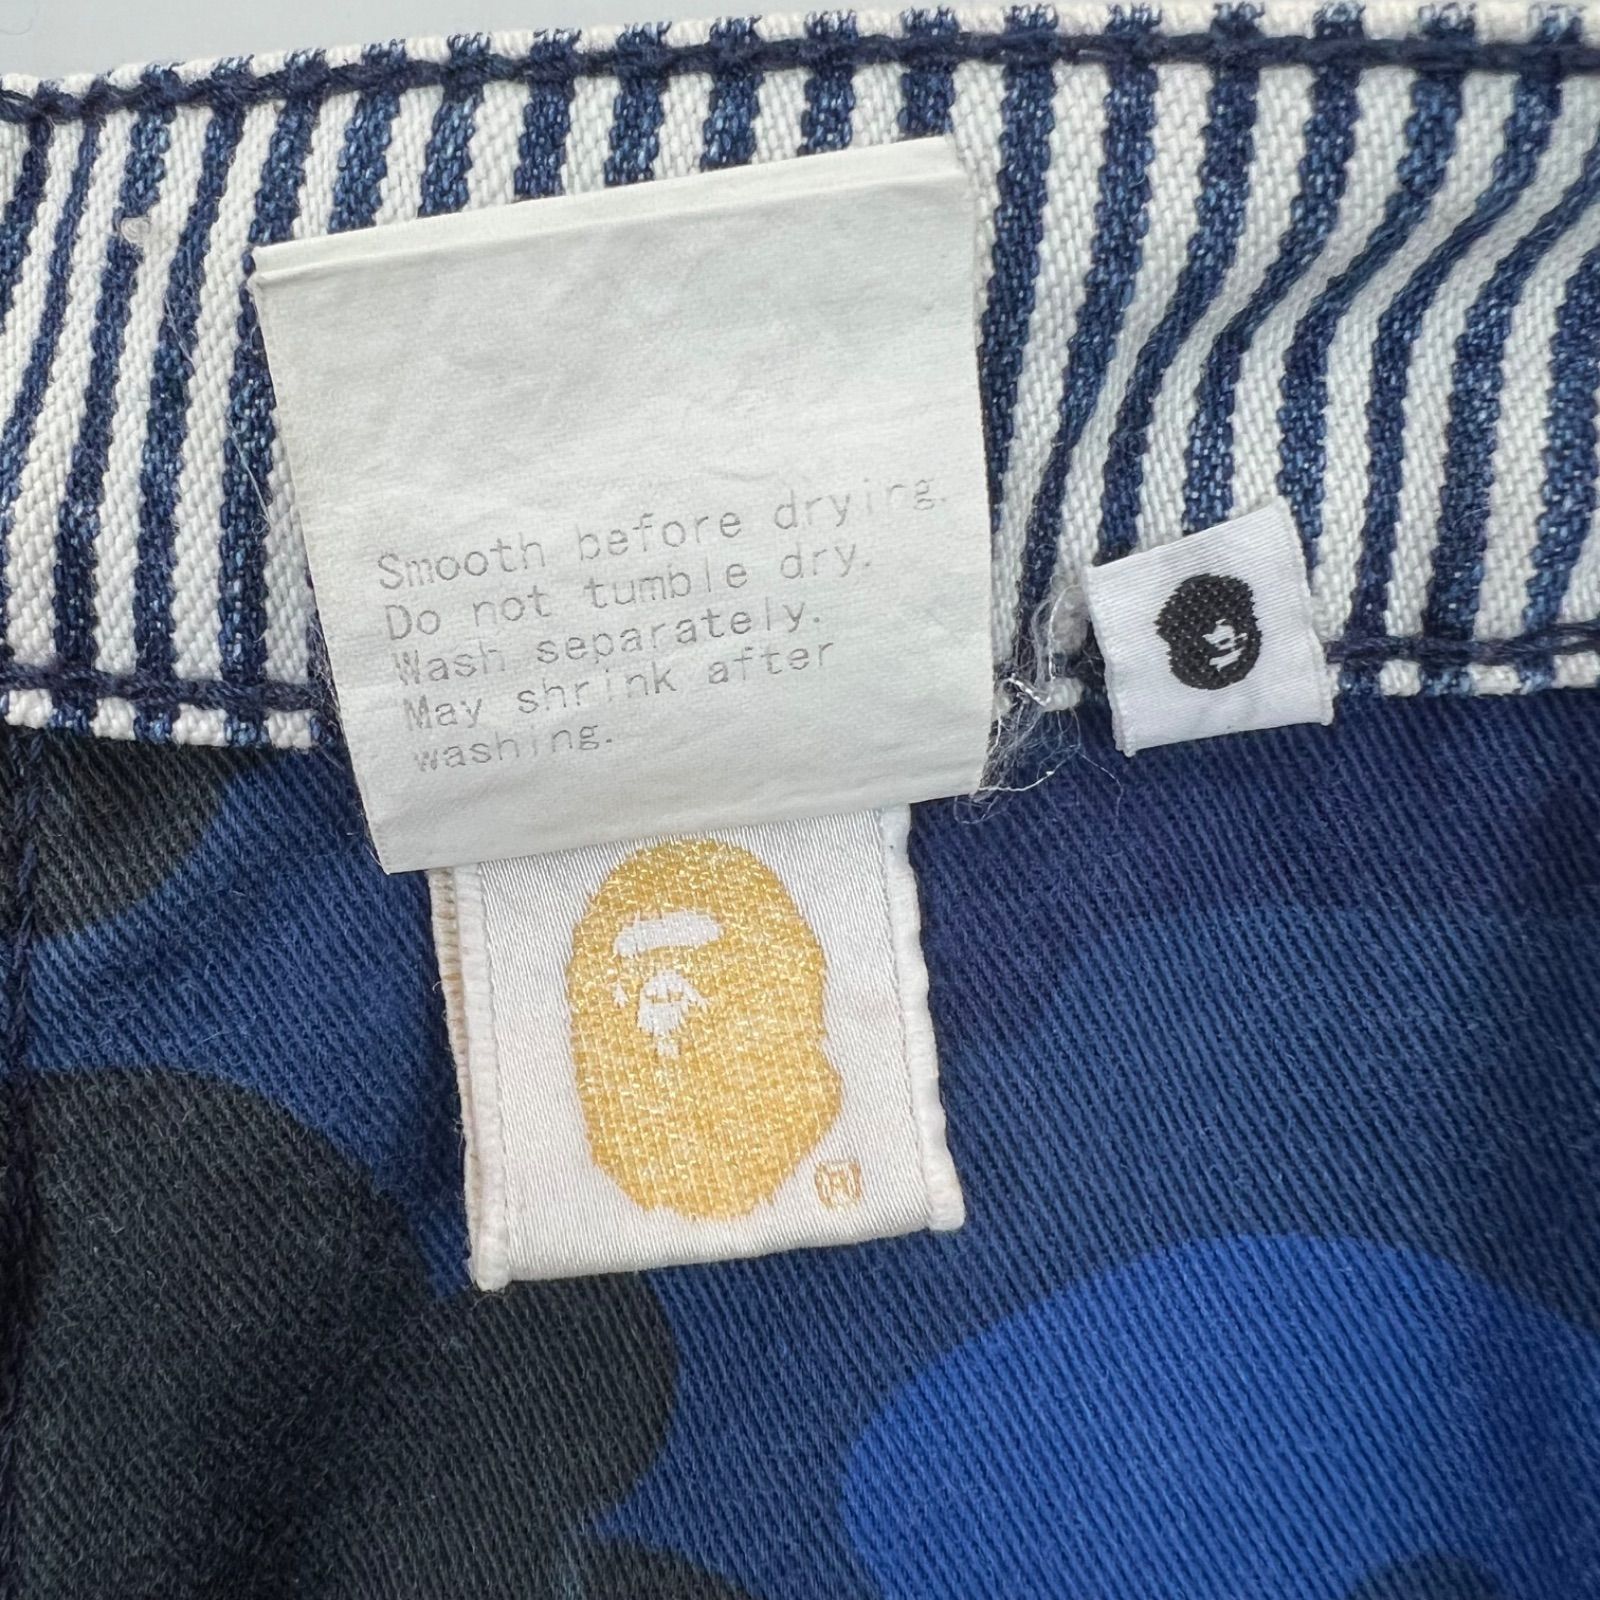 Smooth before drying.
Do not tumble dry.
Wash separately.
May shrink after
washing.
(R)